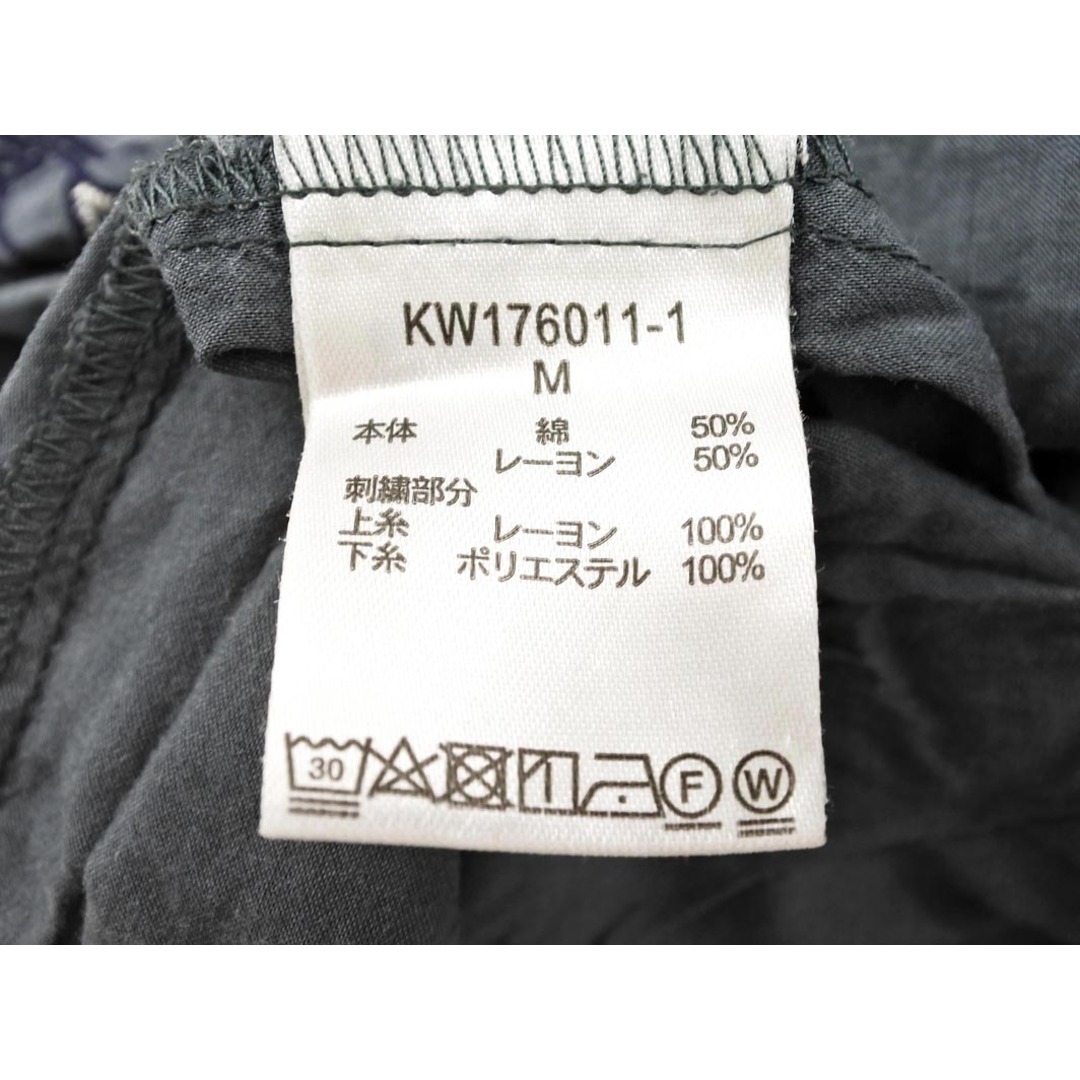 KW176011-1
M
本体 綿 50%
レーヨン 50%
刺繍部分
上糸 レーヨン 100%
下糸 ポリエステル 100%
30 F W